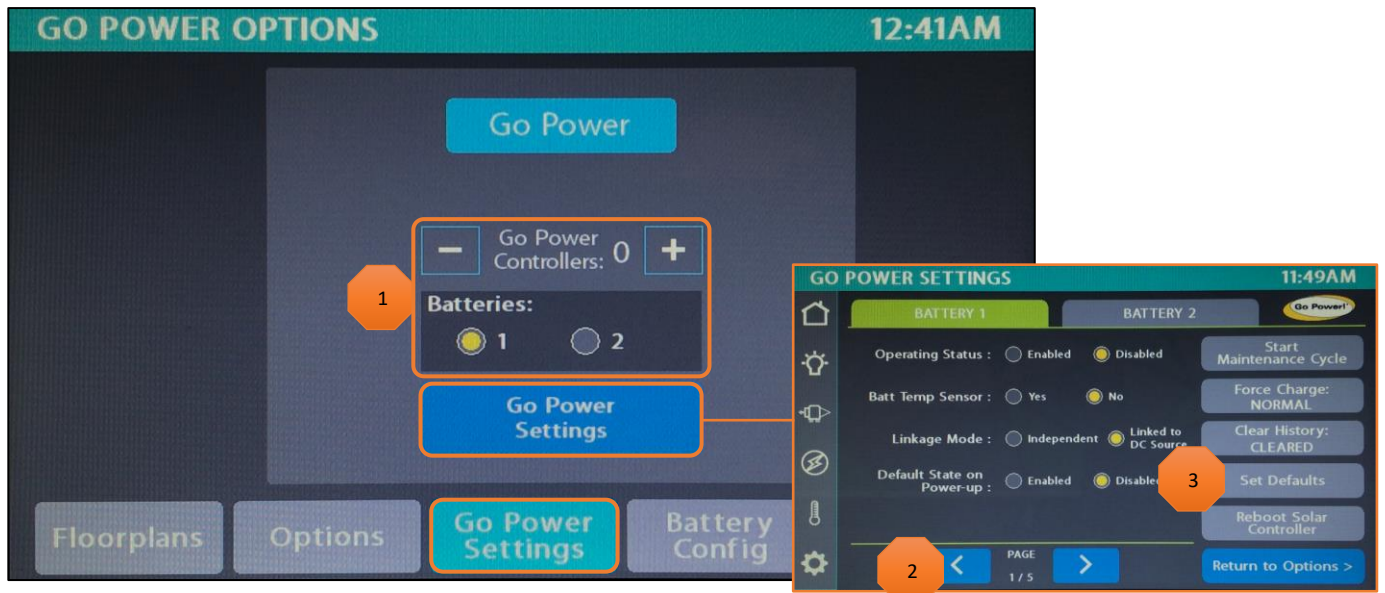 GO POWER OPTIONS
12:41AM
Go Power
− Go Power +
Controllers: 0
1
Batteries:
1 2
Go Power
Settings
Floorplans
Options
Go Power
Settings
Battery
Config
GO POWER SETTINGS
11:49AM
BATTERY 1
BATTERY 2
Go Power!
Operating Status : Enabled Disabled
Batt Temp Sensor : Yes No
Linkage Mode : Independent Linked to
DC Source
Default State on
Power-up : Enabled Disable
3
Start
Maintenance Cycle
Force Charge:
NORMAL
Clear History:
CLEARED
Set Defaults
Reboot Solar
Controller
2
<
PAGE
1 / 5
>
Return to Options >